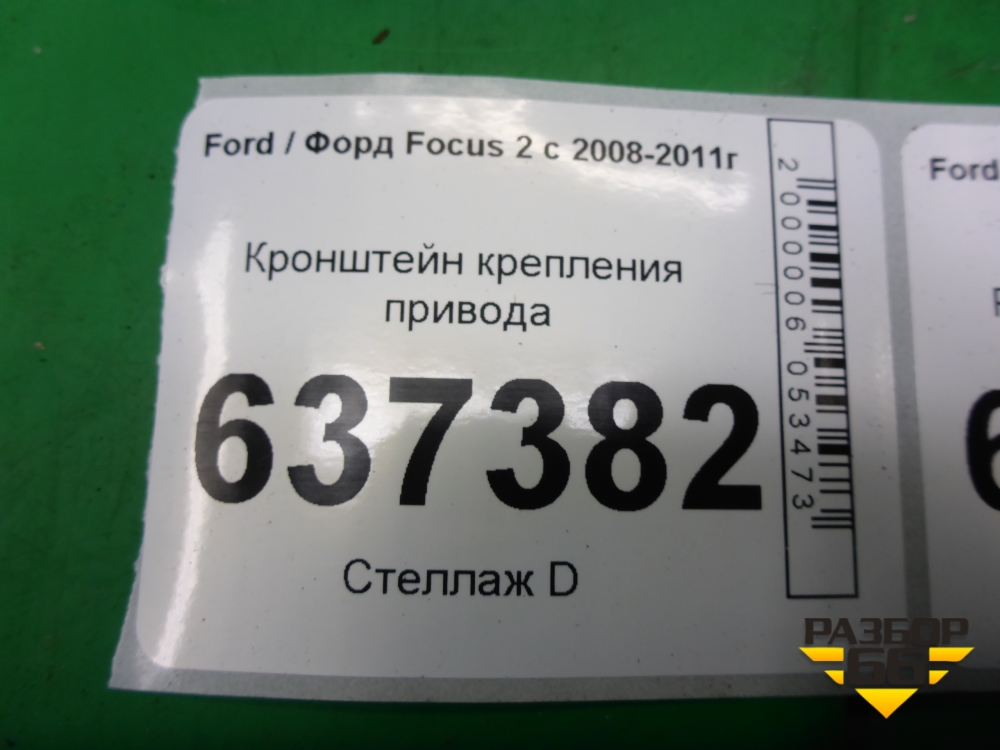 Ford / Форд Focus 2 с 2008-2011г
Кронштейн крепления
привода
637382
Стеллаж D
2000006053473
Ford
РАЗБОР
66